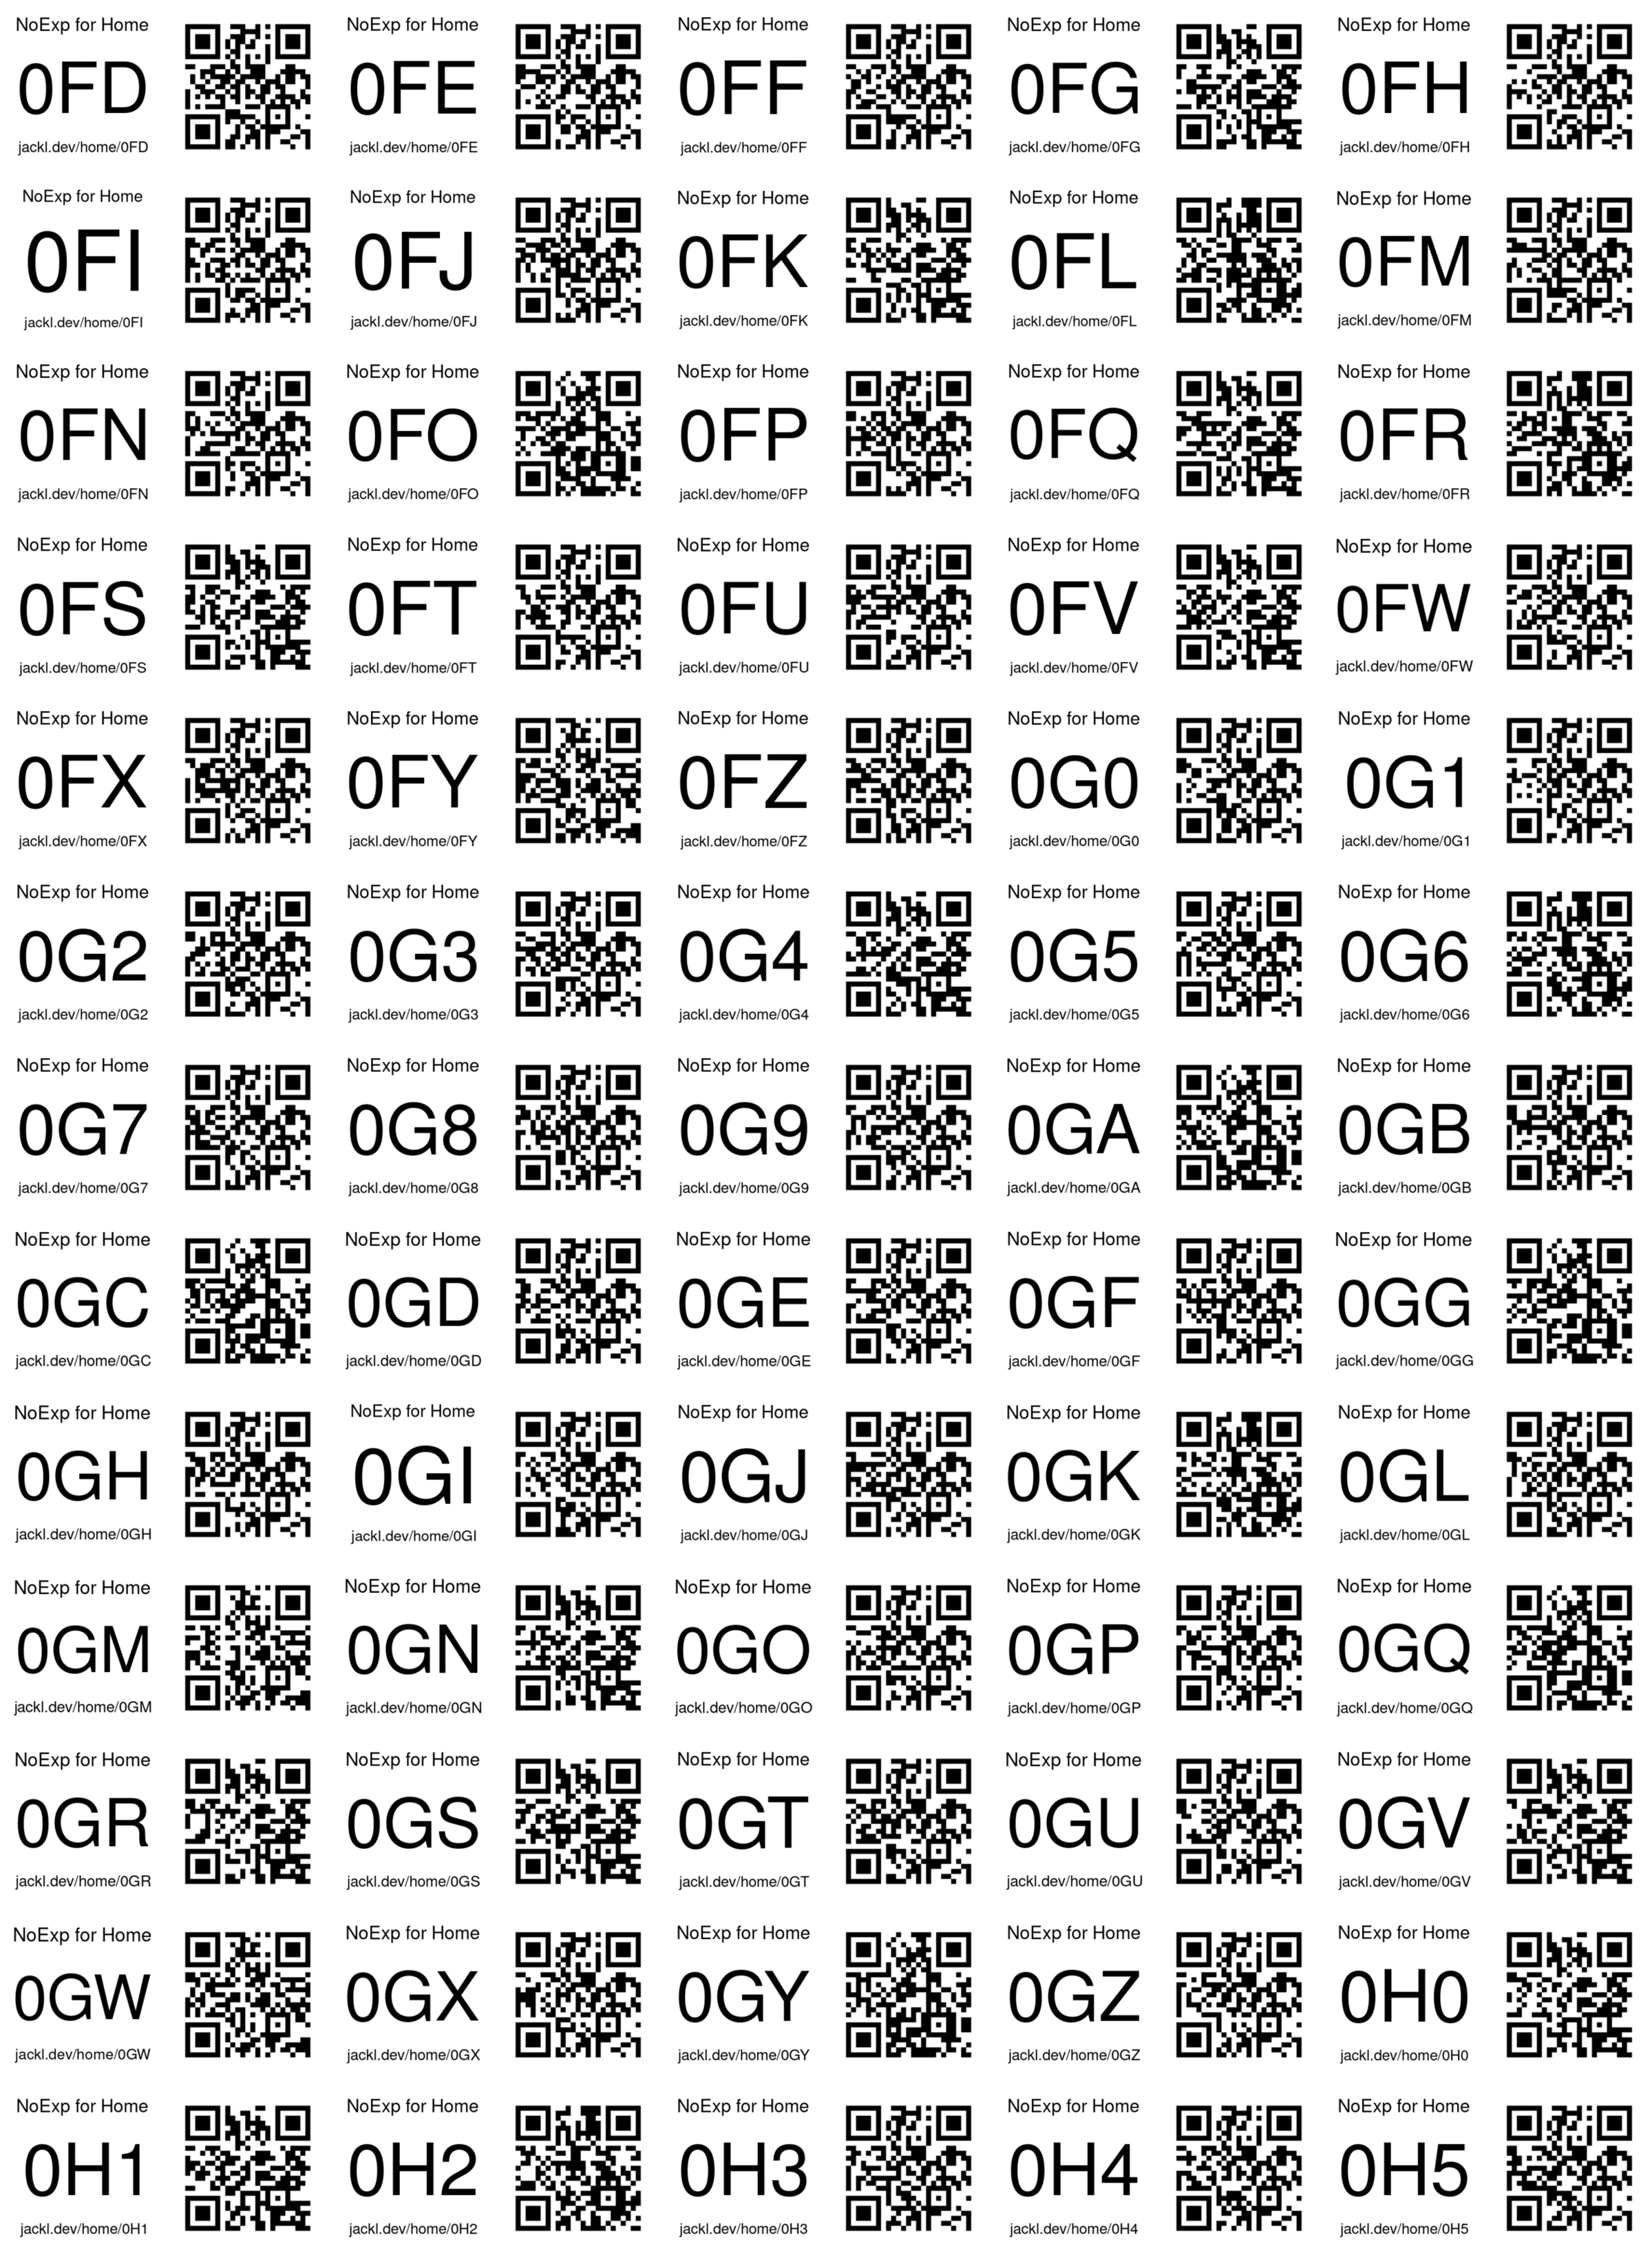 NoExp for Home
0FD
jackl.dev/home/0FD
NoExp for Home
0FE
jackl.dev/home/0FE
NoExp for Home
0FF
jackl.dev/home/0FF
NoExp for Home
0FG
jackl.dev/home/0FG
NoExp for Home
0FH
jackl.dev/home/0FH
NoExp for Home
0FI
jackl.dev/home/0FI
NoExp for Home
0FJ
jackl.dev/home/0FJ
NoExp for Home
0FK
jackl.dev/home/0FK
NoExp for Home
0FL
jackl.dev/home/0FL
NoExp for Home
0FM
jackl.dev/home/0FM
NoExp for Home
0FN
jackl.dev/home/0FN
NoExp for Home
0FO
jackl.dev/home/0FO
NoExp for Home
0FP
jackl.dev/home/0FP
NoExp for Home
0FQ
jackl.dev/home/0FQ
NoExp for Home
0FR
jackl.dev/home/0FR
NoExp for Home
0FS
jackl.dev/home/0FS
NoExp for Home
0FT
jackl.dev/home/0FT
NoExp for Home
0FU
jackl.dev/home/0FU
NoExp for Home
0FV
jackl.dev/home/0FV
NoExp for Home
0FW
jackl.dev/home/0FW
NoExp for Home
0FX
jackl.dev/home/0FX
NoExp for Home
0FY
jackl.dev/home/0FY
NoExp for Home
0FZ
jackl.dev/home/0FZ
NoExp for Home
0G0
jackl.dev/home/0G0
NoExp for Home
0G1
jackl.dev/home/0G1
NoExp for Home
0G2
jackl.dev/home/0G2
NoExp for Home
0G3
jackl.dev/home/0G3
NoExp for Home
0G4
jackl.dev/home/0G4
NoExp for Home
0G5
jackl.dev/home/0G5
NoExp for Home
0G6
jackl.dev/home/0G6
NoExp for Home
0G7
jackl.dev/home/0G7
NoExp for Home
0G8
jackl.dev/home/0G8
NoExp for Home
0G9
jackl.dev/home/0G9
NoExp for Home
0GA
jackl.dev/home/0GA
NoExp for Home
0GB
jackl.dev/home/0GB
NoExp for Home
0GC
jackl.dev/home/0GC
NoExp for Home
0GD
jackl.dev/home/0GD
NoExp for Home
0GE
jackl.dev/home/0GE
NoExp for Home
0GF
jackl.dev/home/0GF
NoExp for Home
0GG
jackl.dev/home/0GG
NoExp for Home
0GH
jackl.dev/home/0GH
NoExp for Home
0GI
jackl.dev/home/0GI
NoExp for Home
0GJ
jackl.dev/home/0GJ
NoExp for Home
0GK
jackl.dev/home/0GK
NoExp for Home
0GL
jackl.dev/home/0GL
NoExp for Home
0GM
jackl.dev/home/0GM
NoExp for Home
0GN
jackl.dev/home/0GN
NoExp for Home
0GO
jackl.dev/home/0GO
NoExp for Home
0GP
jackl.dev/home/0GP
NoExp for Home
0GQ
jackl.dev/home/0GQ
NoExp for Home
0GR
jackl.dev/home/0GR
NoExp for Home
0GS
jackl.dev/home/0GS
NoExp for Home
0GT
jackl.dev/home/0GT
NoExp for Home
0GU
jackl.dev/home/0GU
NoExp for Home
0GV
jackl.dev/home/0GV
NoExp for Home
0GW
jackl.dev/home/0GW
NoExp for Home
0GX
jackl.dev/home/0GX
NoExp for Home
0GY
jackl.dev/home/0GY
NoExp for Home
0GZ
jackl.dev/home/0GZ
NoExp for Home
0H0
jackl.dev/home/0H0
NoExp for Home
0H1
jackl.dev/home/0H1
NoExp for Home
0H2
jackl.dev/home/0H2
NoExp for Home
0H3
jackl.dev/home/0H3
NoExp for Home
0H4
jackl.dev/home/0H4
NoExp for Home
0H5
jackl.dev/home/0H5